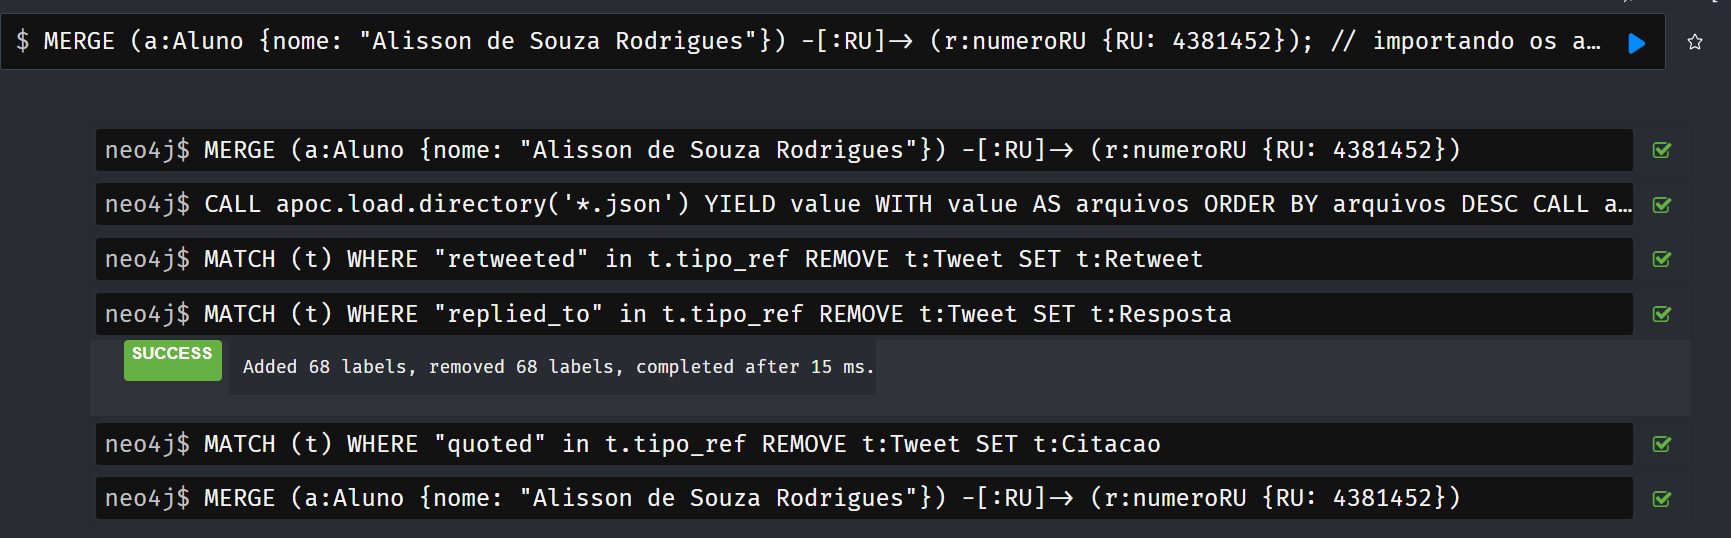 $ MERGE (a:Aluno {nome: "Alisson de Souza Rodrigues"}) -[:RU]-> (r:numeroRU {RU: 4381452}); // importando os a…
neo4j$ MERGE (a:Aluno {nome: "Alisson de Souza Rodrigues"}) -[:RU]-> (r:numeroRU {RU: 4381452})
neo4j$ CALL apoc.load.directory('*.json') YIELD value WITH value AS arquivos ORDER BY arquivos DESC CALL a…
neo4j$ MATCH (t) WHERE "retweeted" in t.tipo_ref REMOVE t:Tweet SET t:Retweet
neo4j$ MATCH (t) WHERE "replied_to" in t.tipo_ref REMOVE t:Tweet SET t:Resposta
SUCCESS Added 68 labels, removed 68 labels, completed after 15 ms.
neo4j$ MATCH (t) WHERE "quoted" in t.tipo_ref REMOVE t:Tweet SET t:Citacao
neo4j$ MERGE (a:Aluno {nome: "Alisson de Souza Rodrigues"}) -[:RU]-> (r:numeroRU {RU: 4381452})